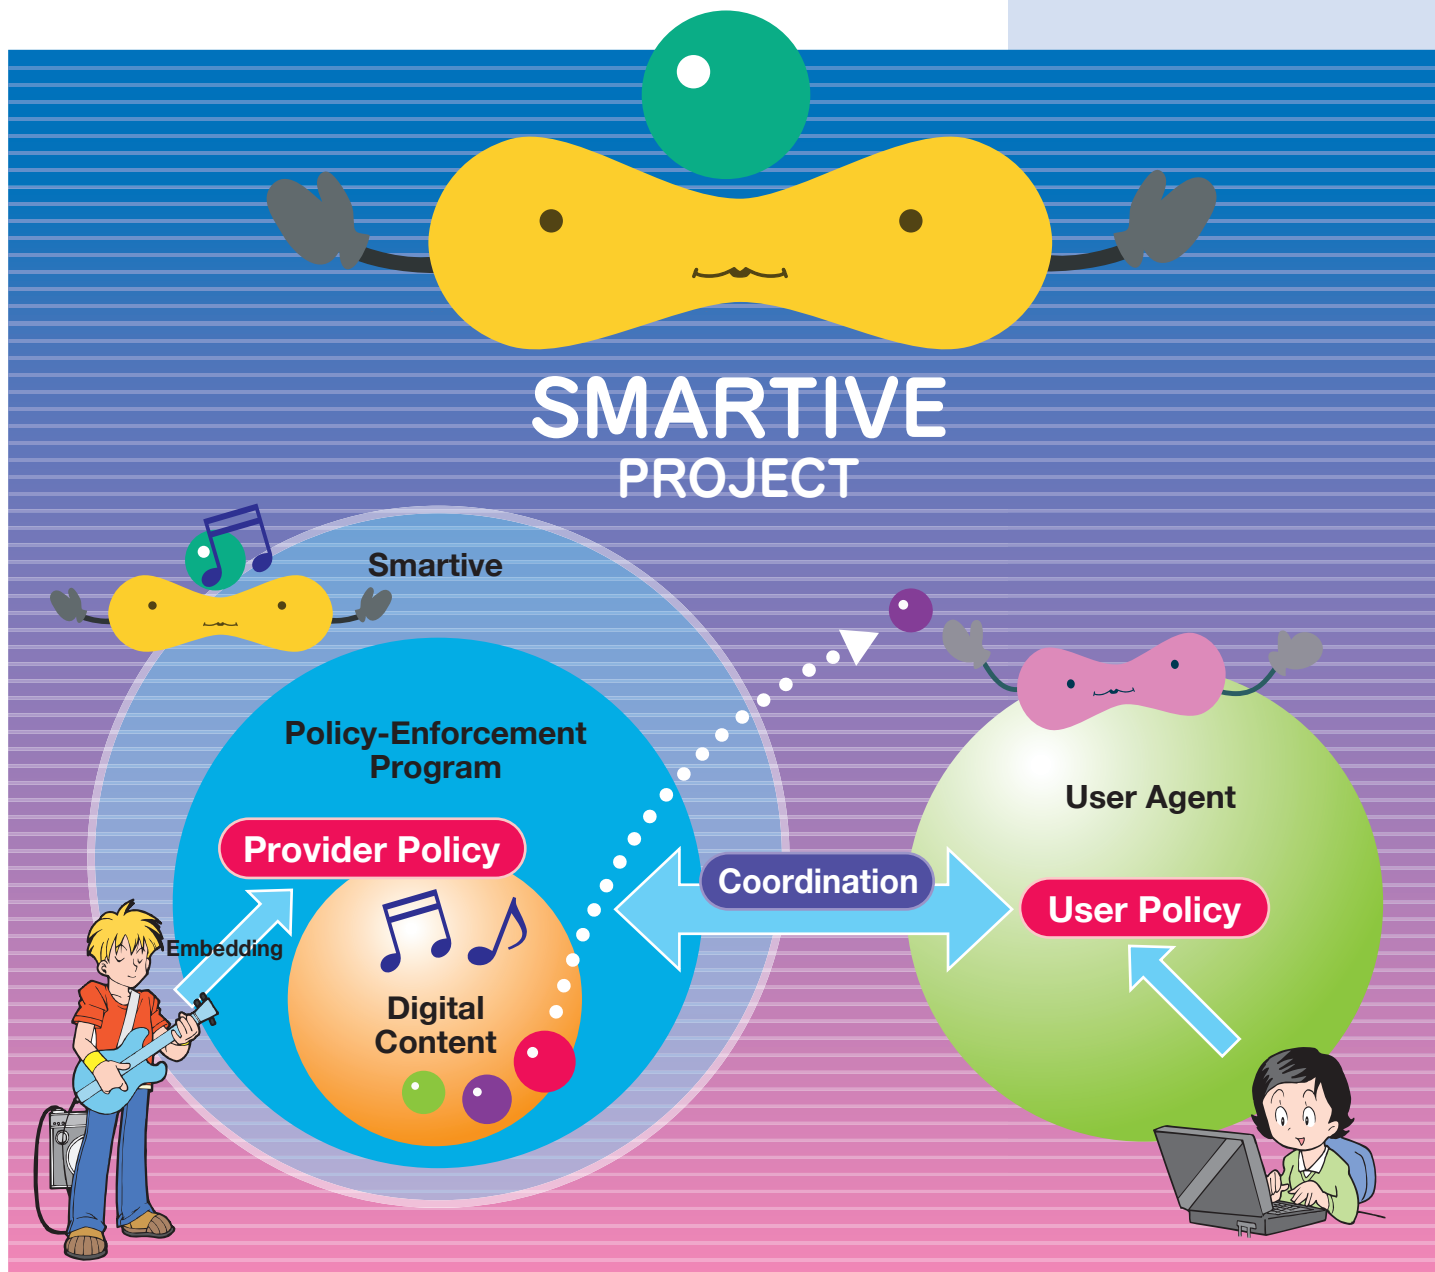 SMARTIVE
PROJECT
Smartive
Policy-Enforcement
Program
Provider Policy
Embedding
Digital
Content
Coordination
User Agent
User Policy